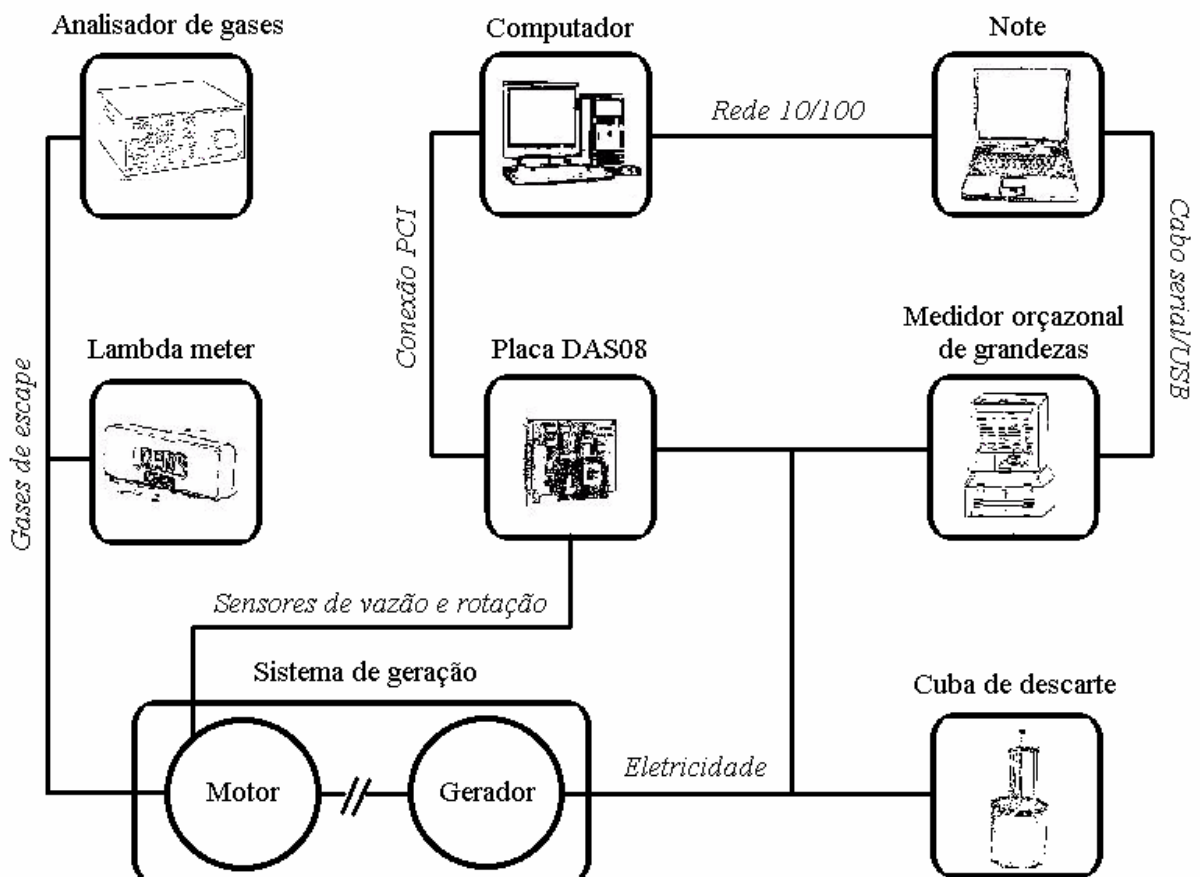 Analisador de gases
Computador
Note
Rede 10/100
Conexão PCI
Cabo serial/USB
Gases de escape
Lambda meter
Placa DAS08
Medidor orçazonal
de grandezas
Sensores de vazão e rotação
Sistema de geração
Motor
Gerador
Eletricidade
Cuba de descarte